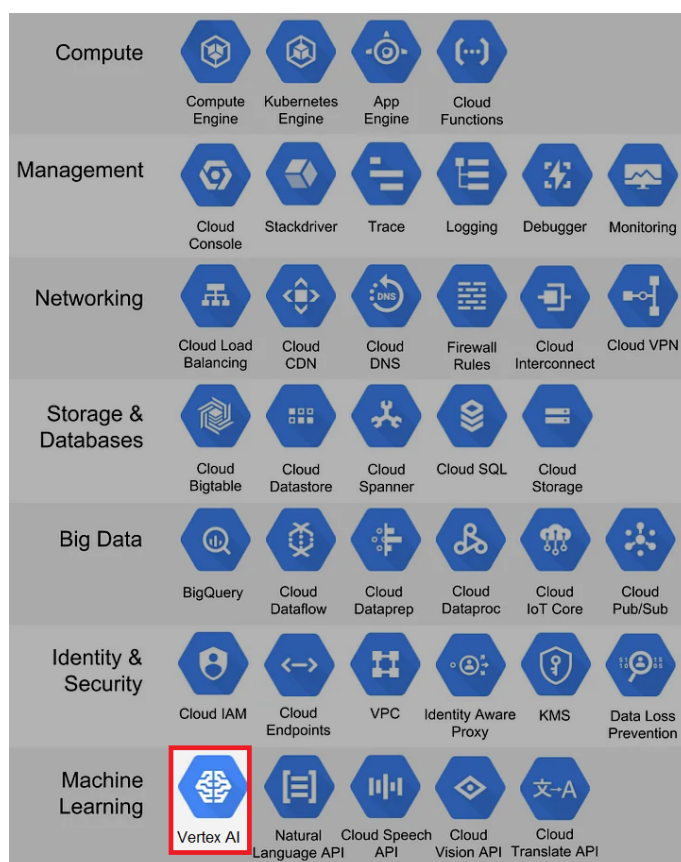 Compute
Compute Engine
Kubernetes Engine
App Engine
Cloud Functions
Management
Cloud Console
Stackdriver
Trace
Logging
Debugger
Monitoring
Networking
Cloud Load Balancing
Cloud CDN
DNS
Cloud DNS
Firewall Rules
Cloud Interconnect
Cloud VPN
Storage & Databases
Cloud Bigtable
Cloud Datastore
Cloud Spanner
Cloud SQL
Cloud Storage
Big Data
BigQuery
Cloud Dataflow
Cloud Dataprep
Cloud Dataproc
Cloud IoT Core
Cloud Pub/Sub
Identity & Security
Cloud IAM
Cloud Endpoints
VPC
Identity Aware Proxy
KMS
Data Loss Prevention
Machine Learning
Vertex AI
Natural Language API
Cloud Speech API
Cloud Vision API
文→A
Cloud Translate API